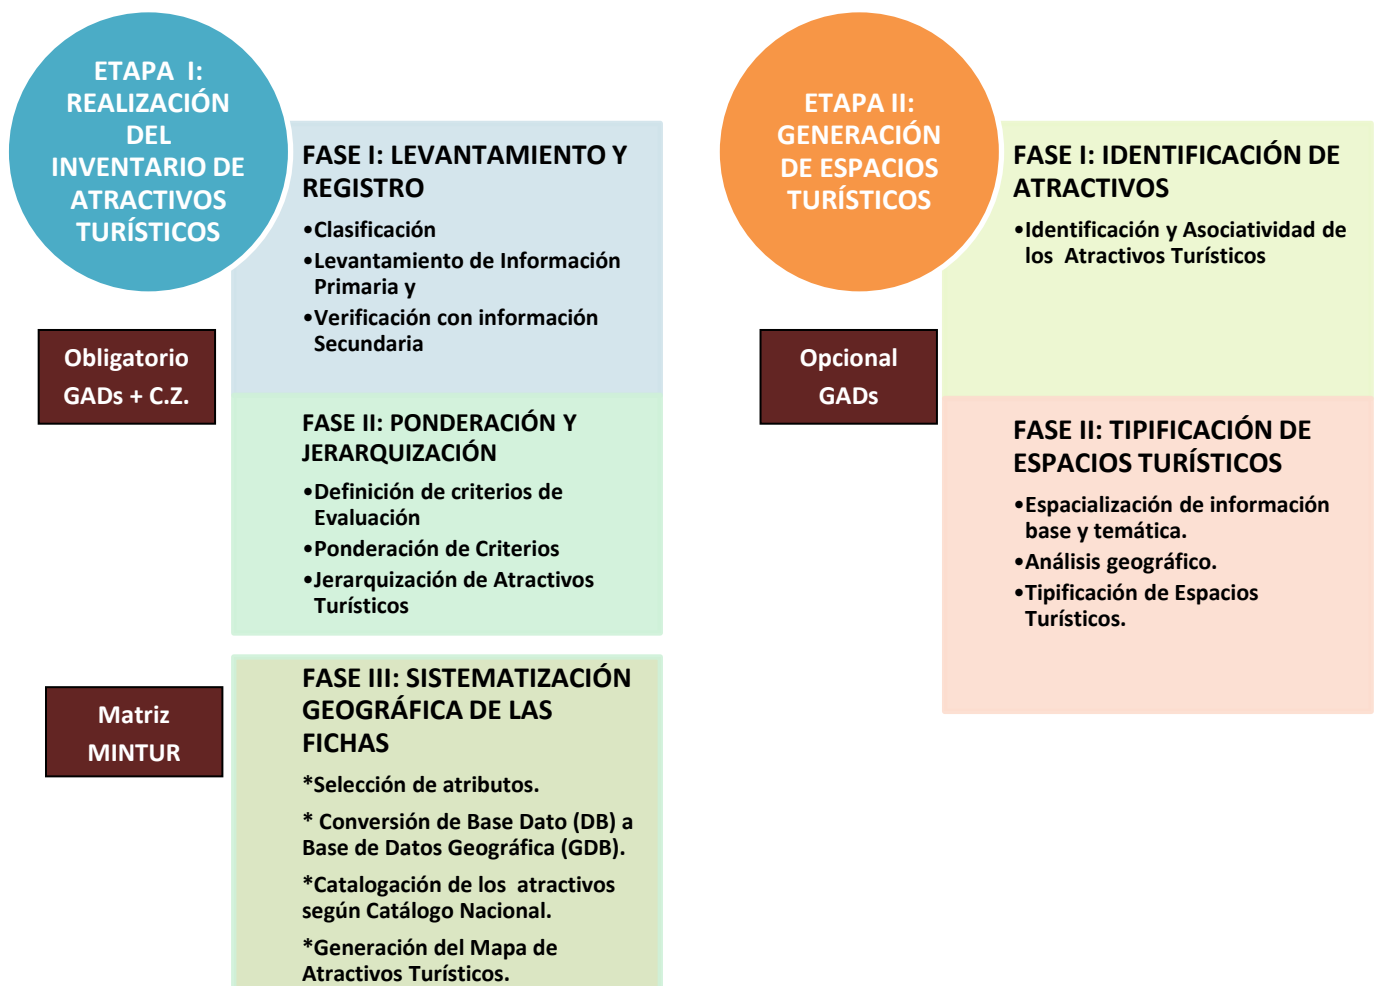 ETAPA I:
REALIZACIÓN
DEL
INVENTARIO DE
ATRACTIVOS
TURÍSTICOS
FASE I: LEVANTAMIENTO Y
REGISTRO
•Clasificación
•Levantamiento de Información
Primaria y
•Verificación con información
Secundaria
Obligatorio
GADs + C.Z.
FASE II: PONDERACIÓN Y
JERARQUIZACIÓN
•Definición de criterios de
Evaluación
•Ponderación de Criterios
•Jerarquización de Atractivos
Turísticos
Matriz
MINTUR
FASE III: SISTEMATIZACIÓN
GEOGRÁFICA DE LAS
FICHAS
*Selección de atributos.
* Conversión de Base Dato (DB) a
Base de Datos Geográfica (GDB).
*Catalogación de los atractivos
según Catálogo Nacional.
*Generación del Mapa de
Atractivos Turísticos.
ETAPA II:
GENERACIÓN
DE ESPACIOS
TURÍSTICOS
FASE I: IDENTIFICACIÓN DE
ATRACTIVOS
•Identificación y Asociatividad de
los Atractivos Turísticos
Opcional
GADs
FASE II: TIPIFICACIÓN DE
ESPACIOS TURÍSTICOS
•Espacialización de información
base y temática.
•Análisis geográfico.
•Tipificación de Espacios
Turísticos.